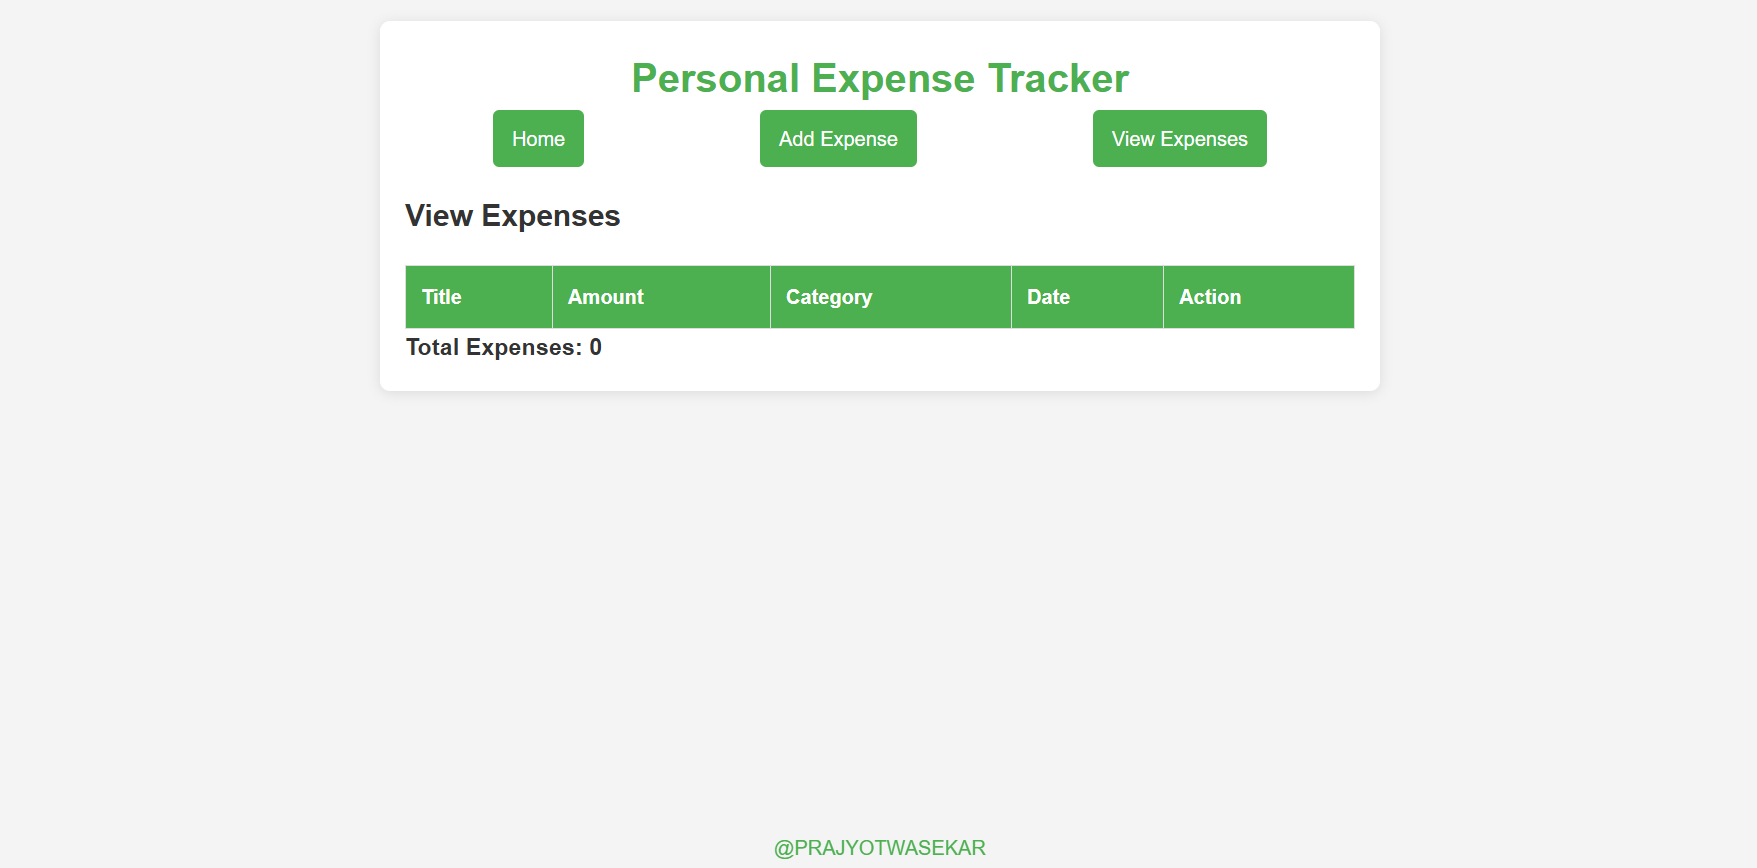 Personal Expense Tracker
Home Add Expense View Expenses
View Expenses
Title Amount Category Date Action
Total Expenses: 0
@PRAJYOTWASEKAR